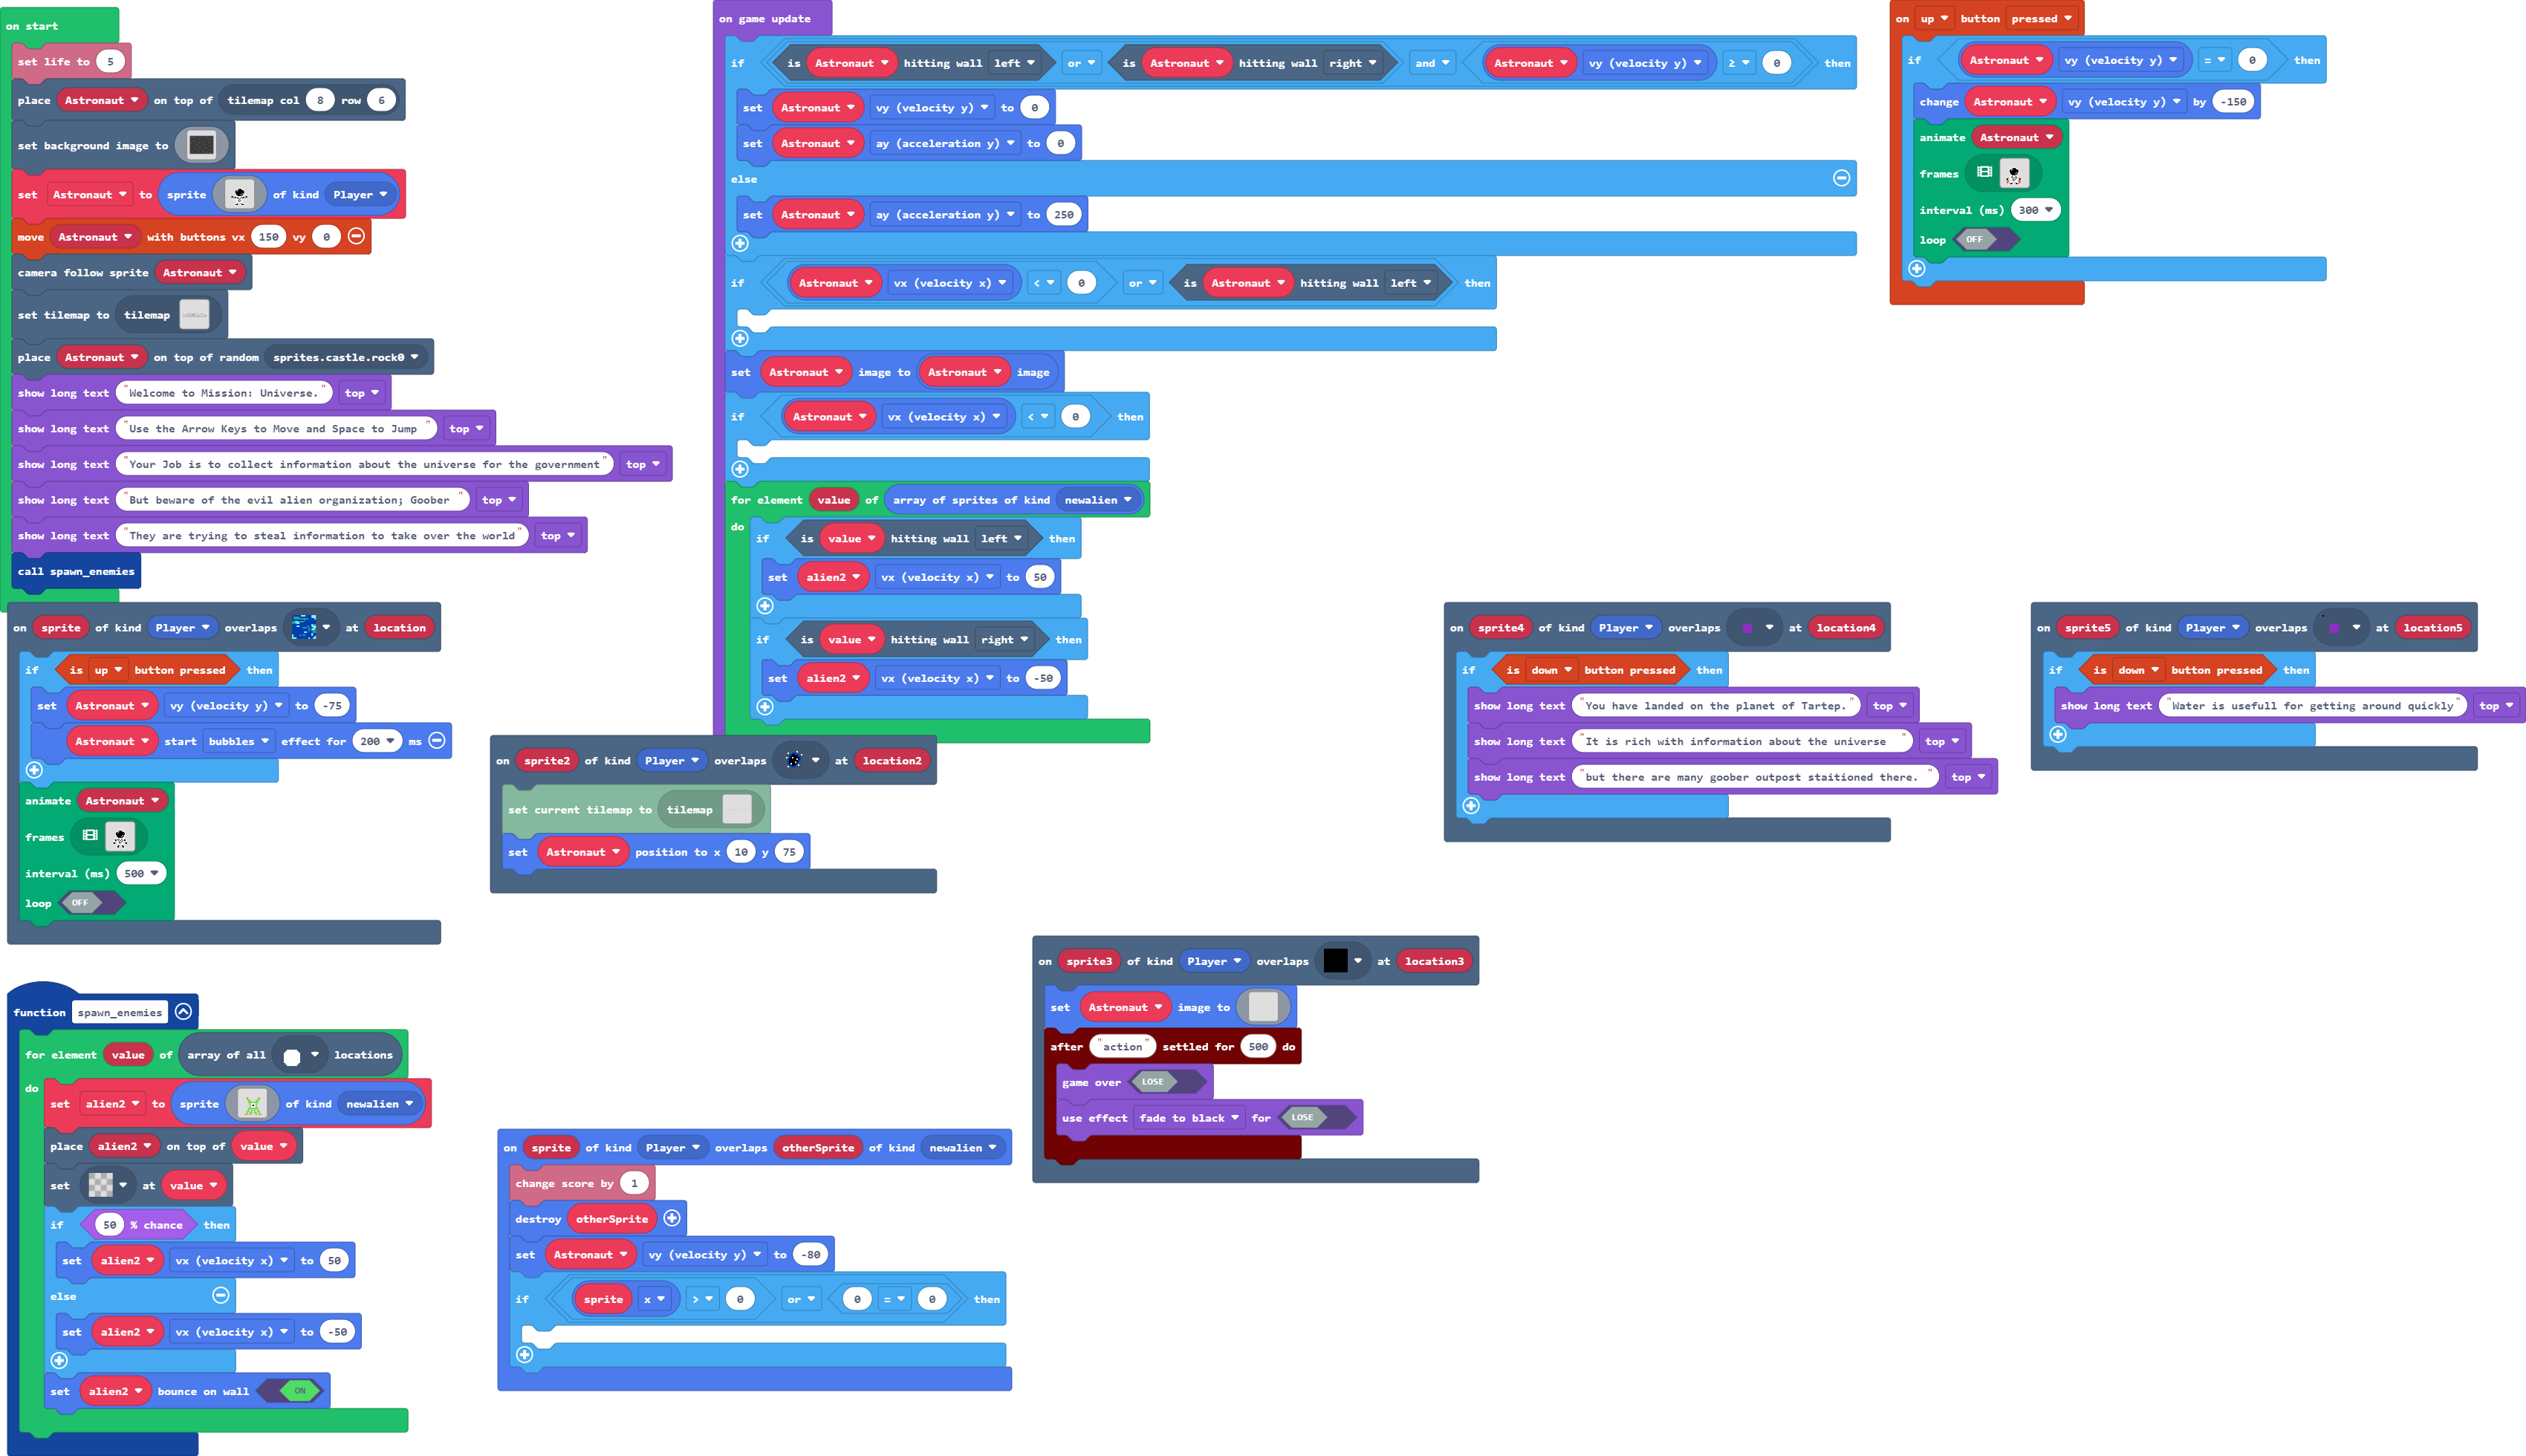 on start
set life to 5
place Astronaut on top of tilemap col 8 row 6
set background image to
set Astronaut to sprite of kind Player
move Astronaut with buttons vx 150 vy 0
camera follow sprite Astronaut
set tilemap to tilemap
place Astronaut on top of random sprites.castle.rock0
show long text "Welcome to Mission: Universe." top
show long text "Use the Arrow Keys to Move and Space to Jump " top
show long text "Your Job is to collect information about the universe for the government" top
show long text "But beware of the evil alien organization; Goober " top
show long text "They are trying to steal information to take over the world" top
call spawn_enemies
on sprite of kind Player overlaps at location
if is up button pressed then
set Astronaut vy (velocity y) to -75
Astronaut start bubbles effect for 200 ms
animate Astronaut
frames
interval (ms) 500
loop OFF
function spawn_enemies
for element value of array of all locations
do
set alien2 to sprite of kind newalien
place alien2 on top of value
set at value
if 50 % chance then
set alien2 vx (velocity x) to 50
else
set alien2 vx (velocity x) to -50
set alien2 bounce on wall ON
on game update
if is Astronaut hitting wall left or is Astronaut hitting wall right and Astronaut vy (velocity y) ≥ 0 then
set Astronaut vy (velocity y) to 0
set Astronaut ay (acceleration y) to 0
else
set Astronaut ay (acceleration y) to 250
if Astronaut vx (velocity x) < 0 or is Astronaut hitting wall left then
set Astronaut image to Astronaut image
if Astronaut vx (velocity x) < 0 then
for element value of array of sprites of kind newalien
do
if is value hitting wall left then
set alien2 vx (velocity x) to 50
if is value hitting wall right then
set alien2 vx (velocity x) to -50
on sprite2 of kind Player overlaps at location2
set current tilemap to tilemap
set Astronaut position to x 10 y 75
on sprite3 of kind Player overlaps at location3
set Astronaut image to
after "action" settled for 500 do
game over LOSE
use effect fade to black for LOSE
on sprite of kind Player overlaps otherSprite of kind newalien
change score by 1
destroy otherSprite
set Astronaut vy (velocity y) to -80
if sprite x > 0 or 0 = 0 then
on up button pressed
if Astronaut vy (velocity y) = 0 then
change Astronaut vy (velocity y) by -150
animate Astronaut
frames
interval (ms) 300
loop OFF
on sprite4 of kind Player overlaps at location4
if is down button pressed then
show long text "You have landed on the planet of Tartep." top
show long text "It is rich with information about the universe " top
show long text "but there are many goober outpost staitioned there. " top
on sprite5 of kind Player overlaps at location5
if is down button pressed then
show long text "Water is usefull for getting around quickly" top